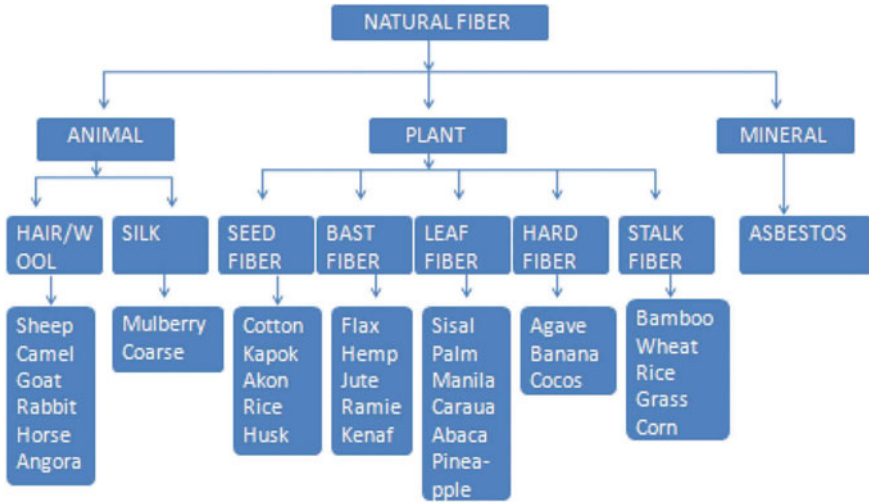 NATURAL FIBER
ANIMAL
PLANT
MINERAL
HAIR/W
OOL
SILK
SEED
FIBER
BAST
FIBER
LEAF
FIBER
HARD
FIBER
STALK
FIBER
ASBESTOS
Sheep
Camel
Goat
Rabbit
Horse
Angora
Mulberry
Coarse
Cotton
Kapok
Akon
Rice
Husk
Flax
Hemp
Jute
Ramie
Kenaf
Sisal
Palm
Manila
Caraua
Abaca
Pinea-
pple
Agave
Banana
Cocos
Bamboo
Wheat
Rice
Grass
Corn